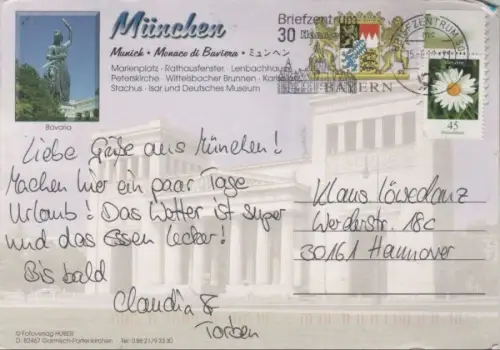 München
Munich • Monaco di Baviera • ミュンヘン
Marienplatz · Rathausfenster · Lenbachhaus
Peterskirche · Wittelsbacher Brunnen
Stachus · Isar und Deutsches Museum
Bavaria
Briefzentrum
30
BAYERN
BRIEFZENTRUM
45
Liebe Grüße aus München!
Machen hier ein paar Tage
Urlaub! Das Wetter ist super
und das Essen lecker!
Bis bald
Claudia &
Torben
Klaus Löwedanz
Werderstr. 18c
30161 Hannover
© Fotoverlag HUBER
D. 82467 Garmisch-Partenkirchen